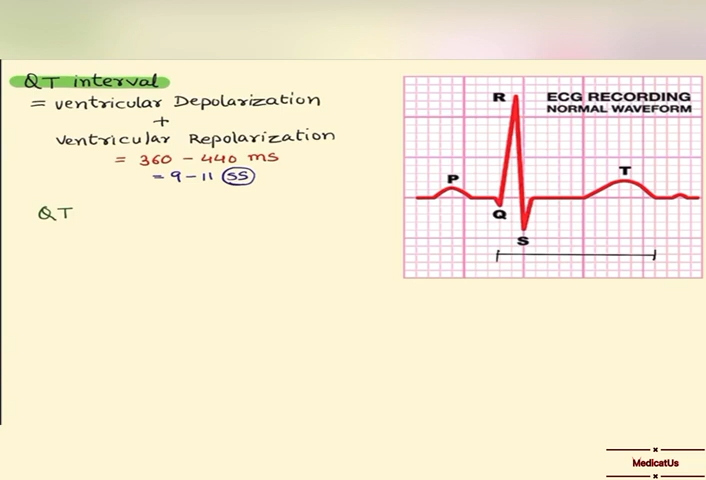 QT interval
= ventricular Depolarization
+
ventricular Repolarization
= 360 - 440 ms
= 9-11 SS
QT
ECG RECORDING
NORMAL WAVEFORM
R
P
T
Q
S
MedicatUs